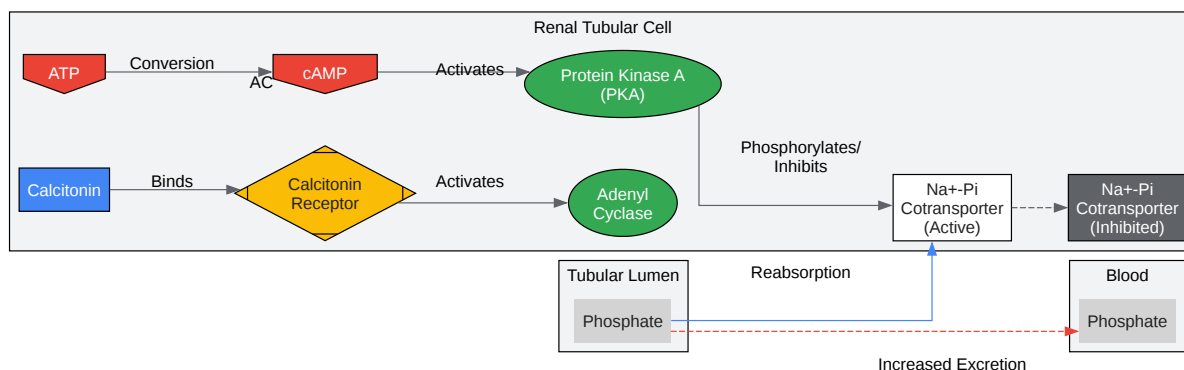 Renal Tubular Cell
ATP
Conversion
AC
cAMP
Activates
Protein Kinase A
(PKA)
Phosphorylates/
Inhibits
Calcitonin
Binds
Calcitonin
Receptor
Activates
Adenyl
Cyclase
Na+-Pi
Cotransporter
(Active)
Na+-Pi
Cotransporter
(Inhibited)
Tubular Lumen
Phosphate
Reabsorption
Blood
Phosphate
Increased Excretion